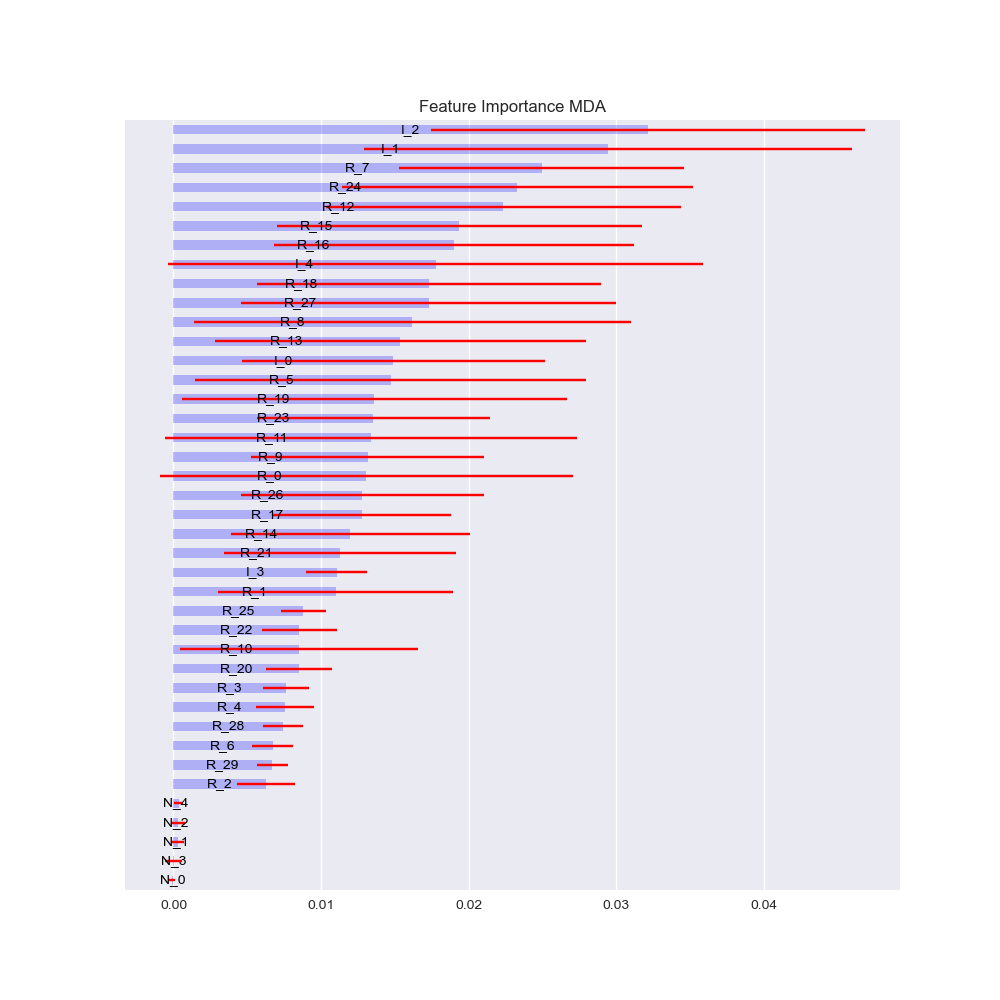 Feature Importance MDA
I_2
I_1
R_7
R_24
R_12
R_15
R_16
I_4
R_18
R_27
R_8
R_13
I_0
R_5
R_19
R_23
R_11
R_9
R_0
R_26
R_17
R_14
R_21
I_3
R_1
R_25
R_22
R_10
R_20
R_3
R_4
R_28
R_6
R_29
R_2
N_4
N_2
N_1
N_3
N_0
0.00 0.01 0.02 0.03 0.04